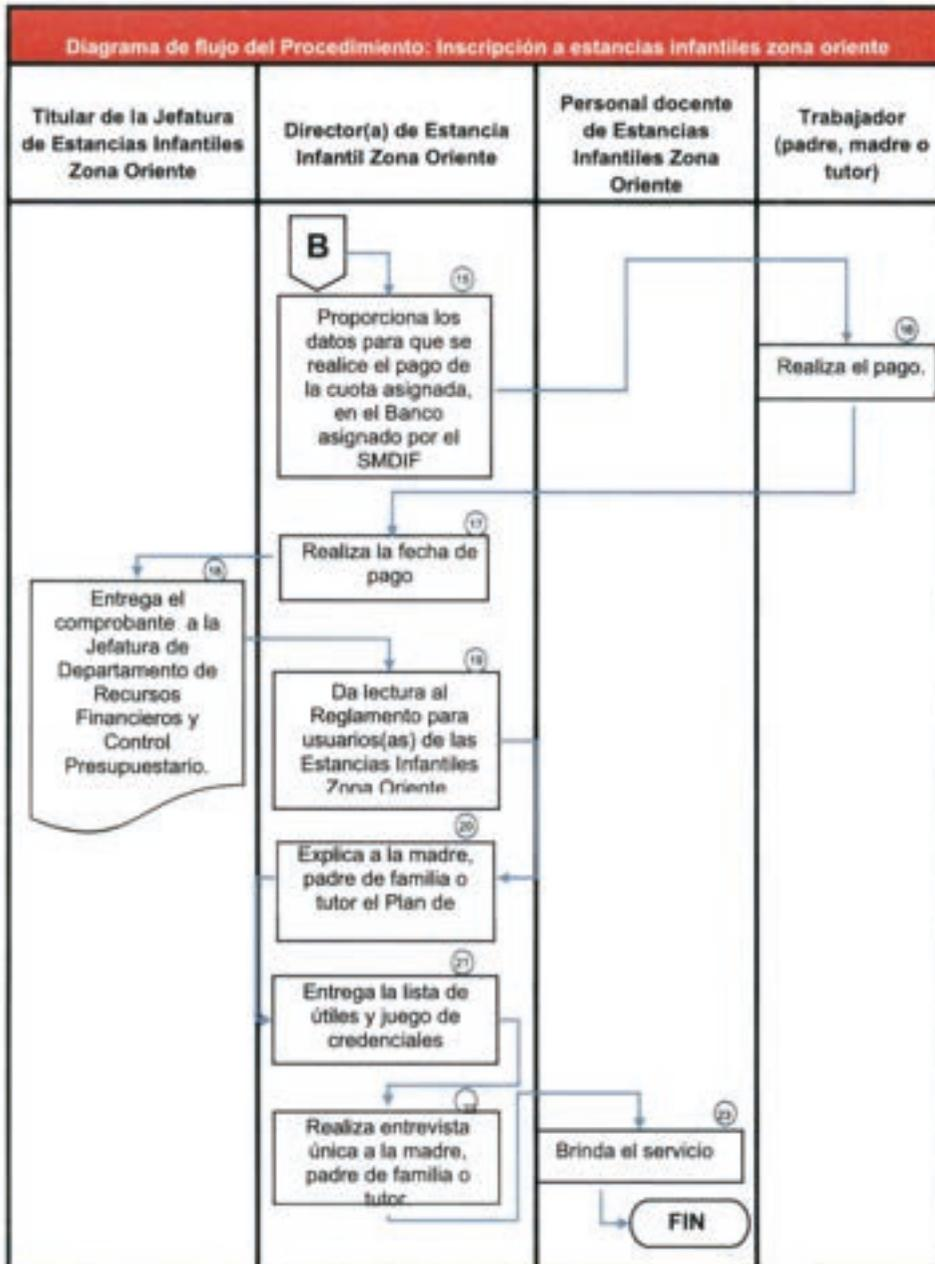 Diagrama de flujo del Procedimiento: Inscripción a estancias infantiles zona oriente
Titular de la Jefatura
de Estancias Infantiles
Zona Oriente
Director(a) de Estancia
Infantil Zona Oriente
Personal docente
de Estancias
Infantiles Zona
Oriente
Trabajador
(padre, madre o
tutor)
B
15
Proporciona los
datos para que se
realice el pago de
la cuota asignada,
en el Banco
asignado por el
SMDIF
16
Realiza el pago.
17
Realiza la fecha de
pago
18
Entrega el
comprobante a la
Jefatura de
Departamento de
Recursos
Financieros y
Control
Presupuestario.
19
Da lectura al
Reglamento para
usuarios(as) de las
Estancias Infantiles
Zona Oriente
20
Explica a la madre,
padre de familia o
tutor el Plan de
21
Entrega la lista de
útiles y juego de
credenciales
Realiza entrevista
única a la madre,
padre de familia o
tutor.
23
Brinda el servicio
FIN